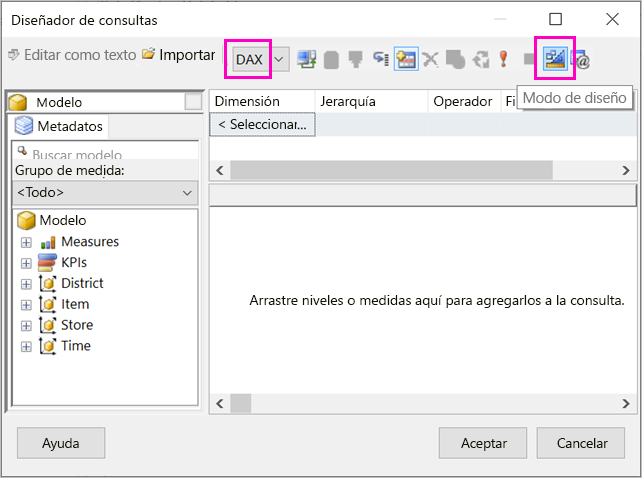 Diseñador de consultas
Editar como texto Importar DAX
Modelo
Metadatos
Buscar modelo
Grupo de medida:
<Todo>
Modelo
Measures
KPIs
District
Item
Store
Time
Dimensión Jerarquía Operador Fi
Modo de diseño
< Seleccionar...
Arrastre niveles o medidas aquí para agregarlos a la consulta.
Ayuda Aceptar Cancelar